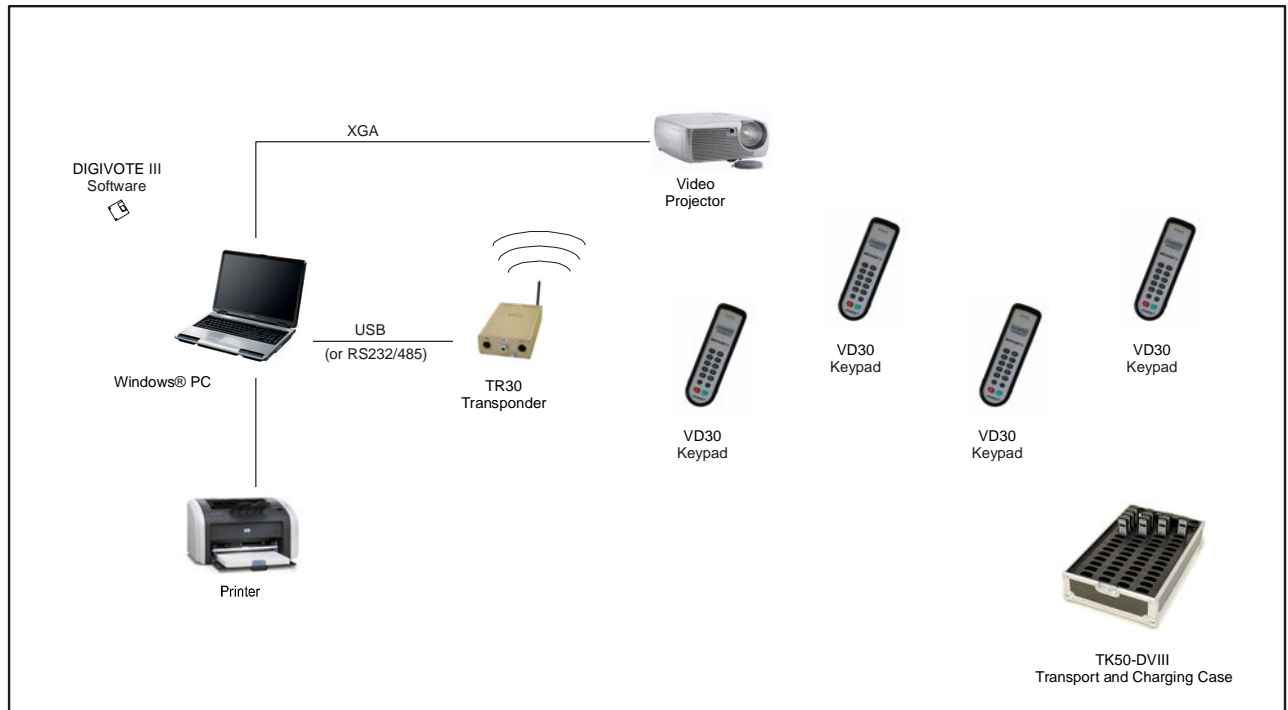 XGA
DIGIVOTE III
Software
Video
Projector
USB
(or RS232/485)
Windows® PC
TR30
Transponder
VD30
Keypad
VD30
Keypad
VD30
Keypad
VD30
Keypad
Printer
TK50-DVIII
Transport and Charging Case